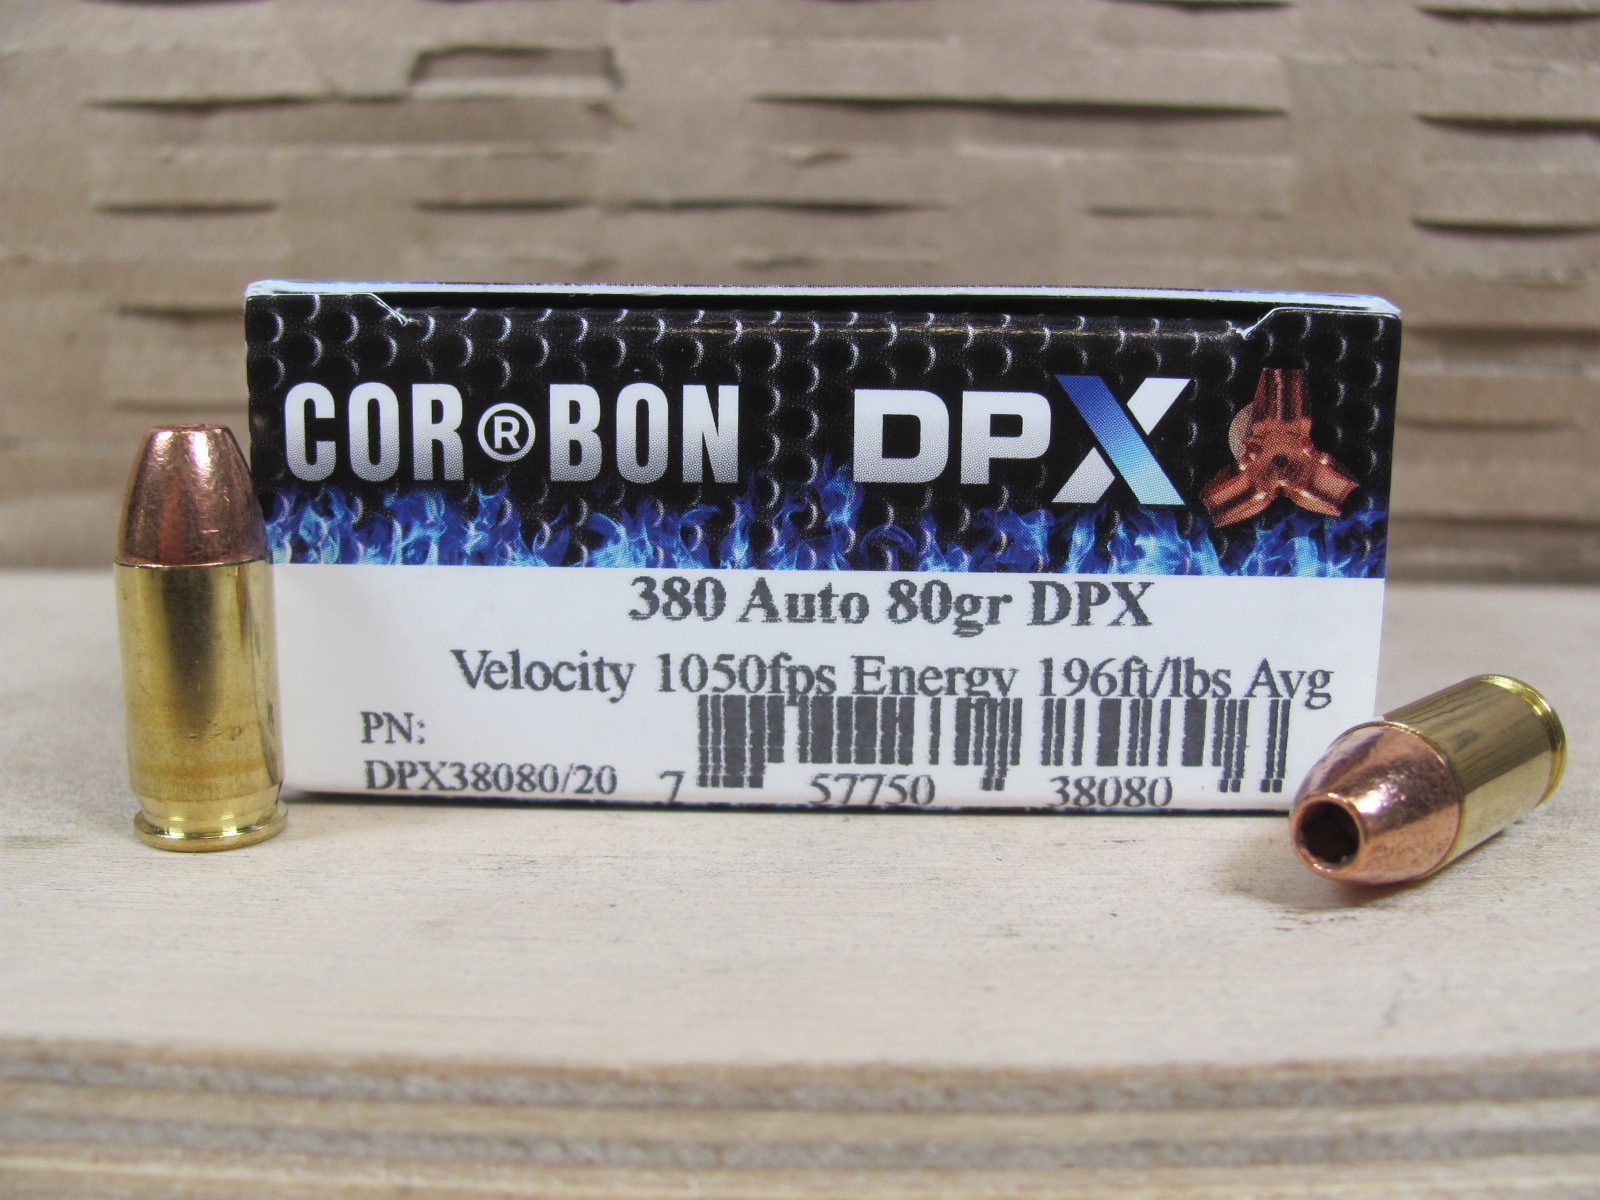 COR®BON DPX
380 Auto 80gr DPX
Velocity 1050fps Energy 196ft/lbs Avg
PN:
DPX38080/20 7 57750 38080